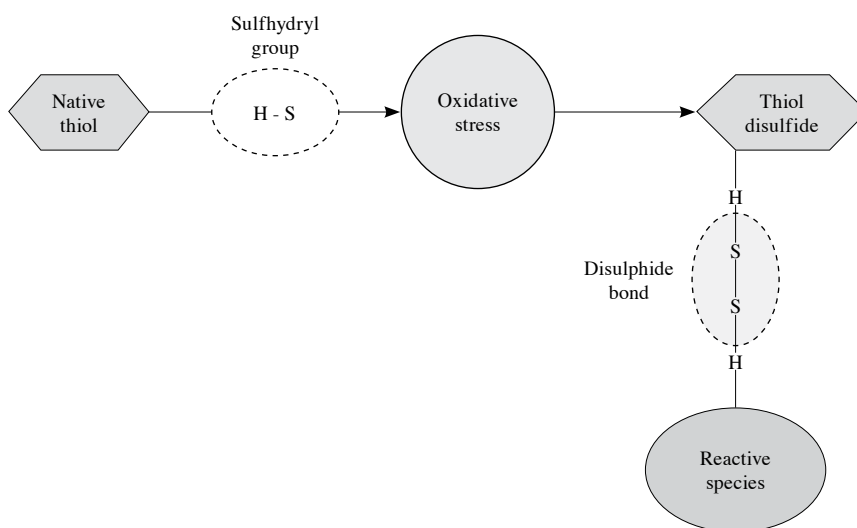 Sulfhydryl
group
Native
thiol
H - S
Oxidative
stress
Thiol
disulfide
H
S
Disulphide
bond
S
H
Reactive
species